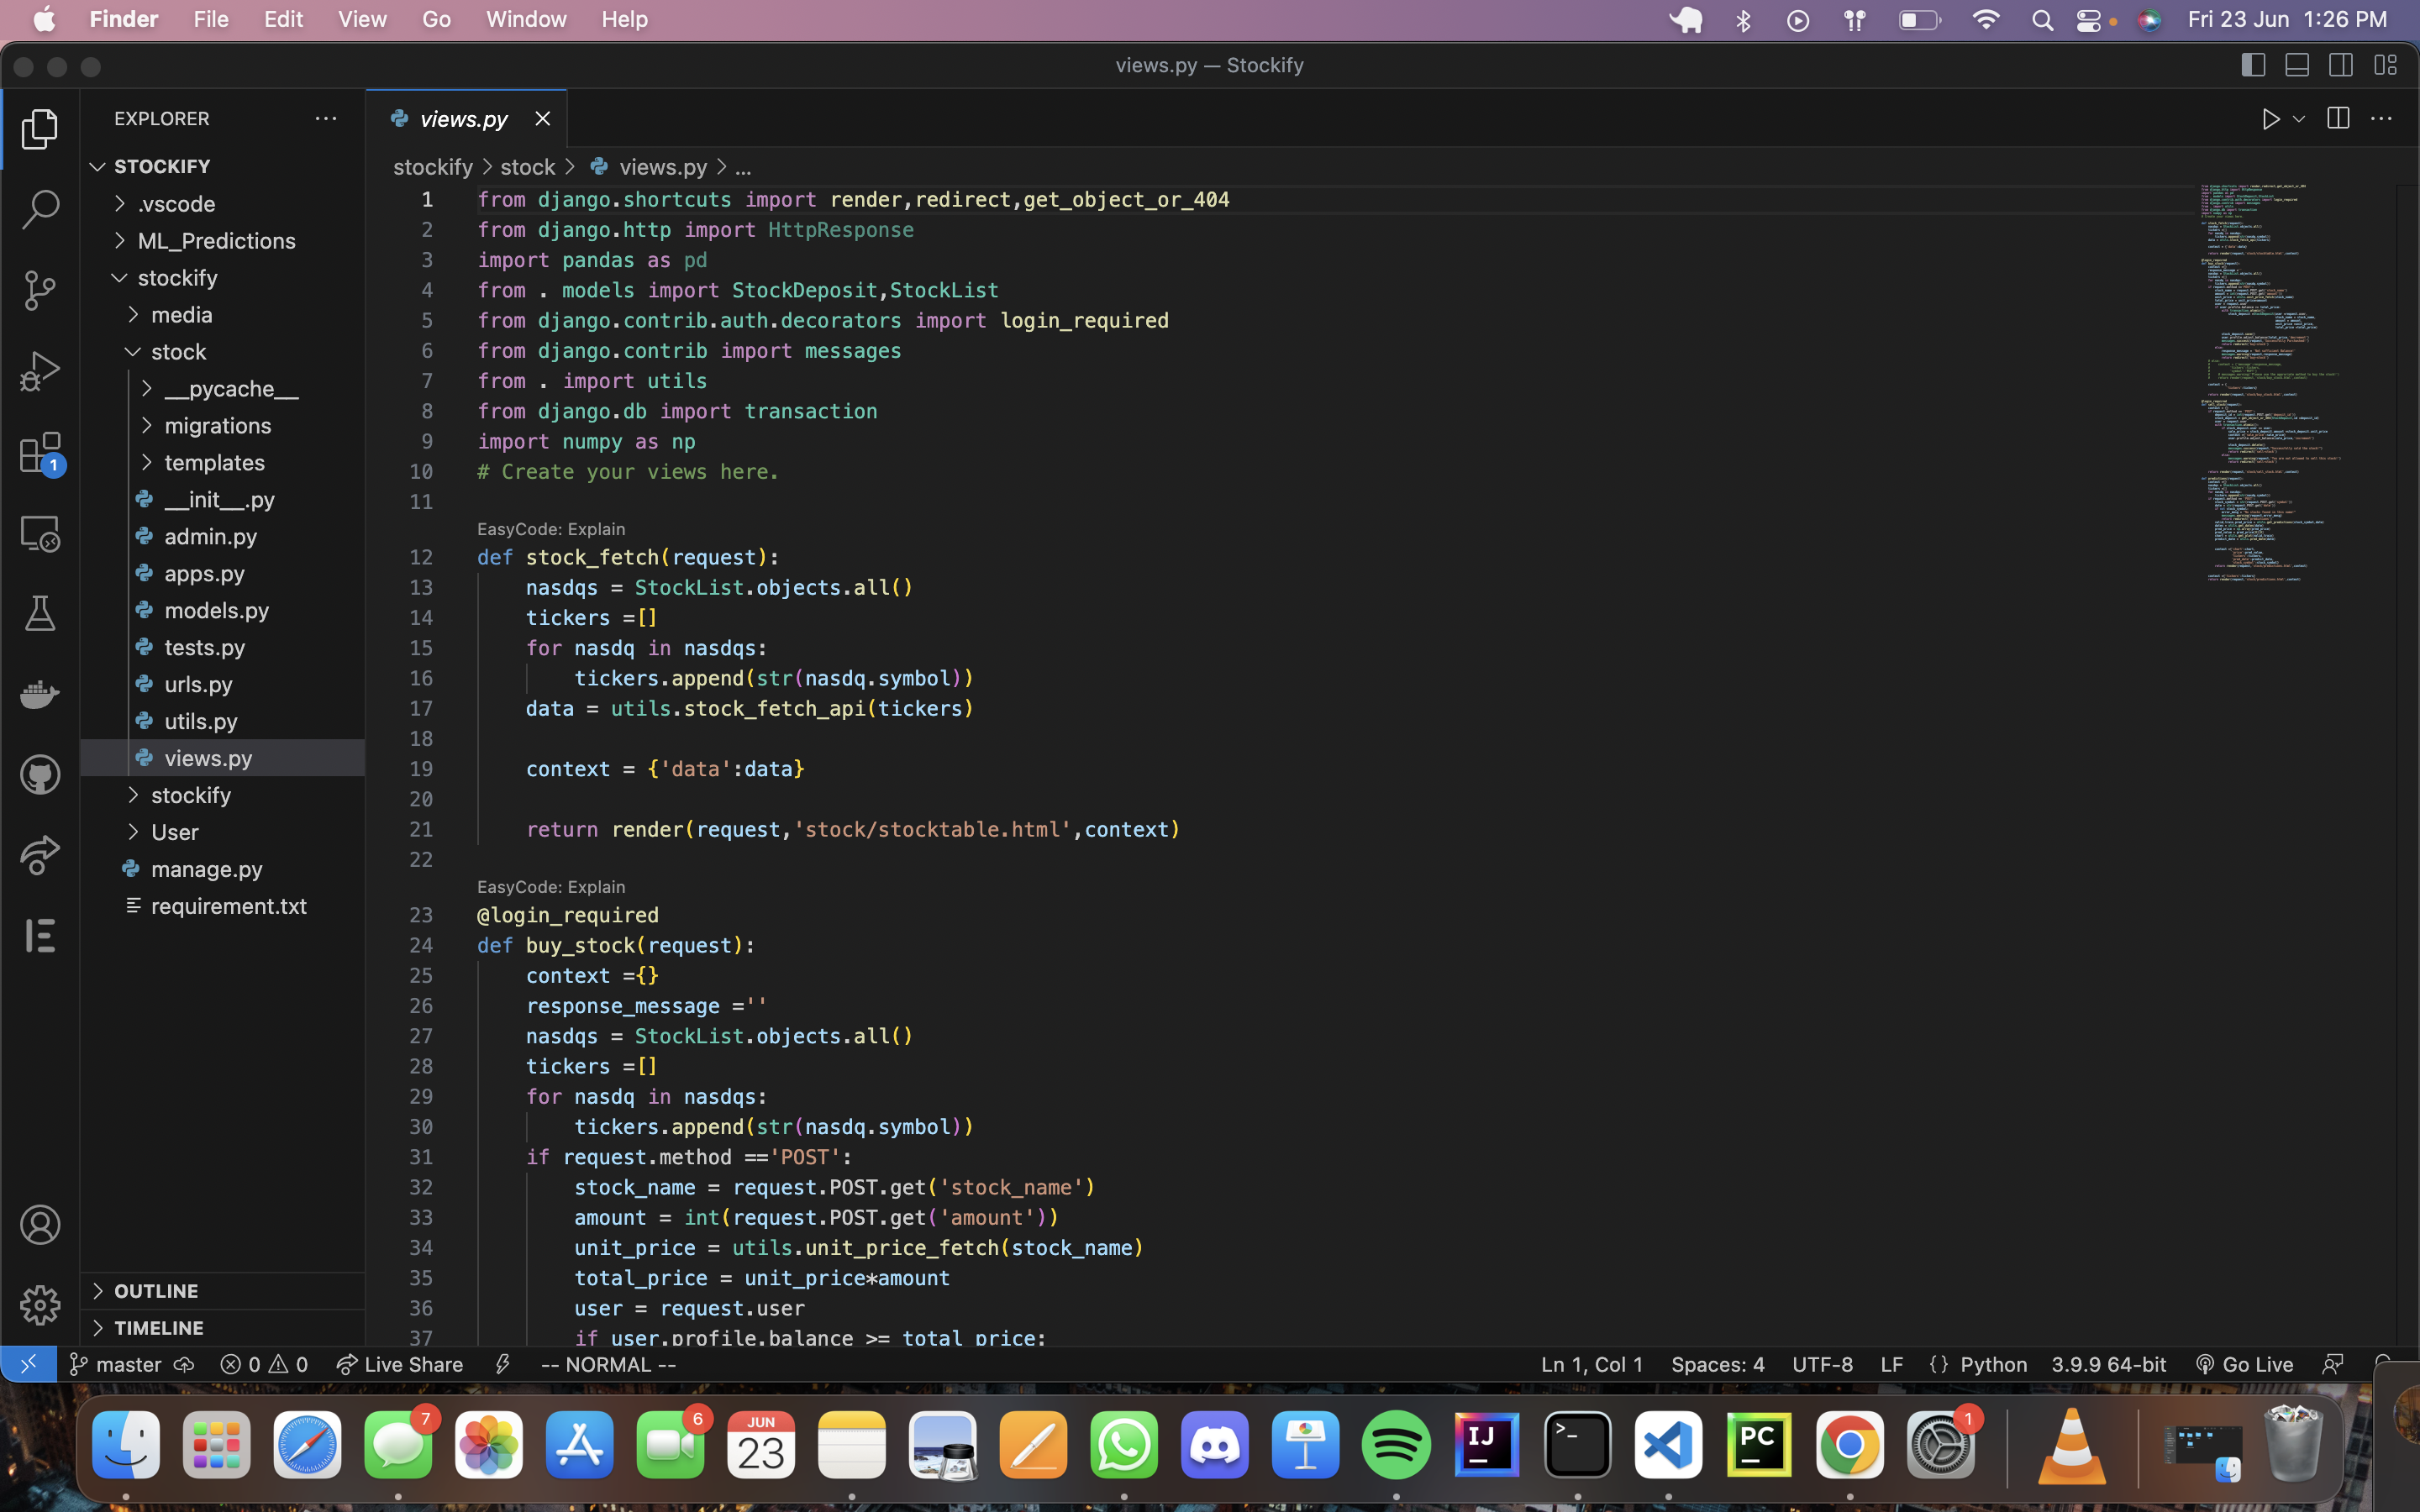 Finder File Edit View Go Window Help Fri 23 Jun 1:26 PM
views.py — Stockify
EXPLORER
STOCKIFY
.vscode
ML_Predictions
stockify
media
stock
__pycache__
migrations
templates
__init__.py
admin.py
apps.py
models.py
tests.py
urls.py
utils.py
views.py
stockify
User
manage.py
requirement.txt
OUTLINE
TIMELINE
1
views.py
stockify > stock > views.py > ...
1 from django.shortcuts import render,redirect,get_object_or_404
2 from django.http import HttpResponse
3 import pandas as pd
4 from . models import StockDeposit,StockList
5 from django.contrib.auth.decorators import login_required
6 from django.contrib import messages
7 from . import utils
8 from django.db import transaction
9 import numpy as np
10 # Create your views here.
11
EasyCode: Explain
12 def stock_fetch(request):
13 nasdqs = StockList.objects.all()
14 tickers =[]
15 for nasdq in nasdqs:
16 tickers.append(str(nasdq.symbol))
17 data = utils.stock_fetch_api(tickers)
18
19 context = {'data':data}
20
21 return render(request,'stock/stocktable.html',context)
22
EasyCode: Explain
23 @login_required
24 def buy_stock(request):
25 context ={}
26 response_message =''
27 nasdqs = StockList.objects.all()
28 tickers =[]
29 for nasdq in nasdqs:
30 tickers.append(str(nasdq.symbol))
31 if request.method =='POST':
32 stock_name = request.POST.get('stock_name')
33 amount = int(request.POST.get('amount'))
34 unit_price = utils.unit_price_fetch(stock_name)
35 total_price = unit_price*amount
36 user = request.user
37 if user.profile.balance >= total_price:
master 0 0 Live Share -- NORMAL -- Ln 1, Col 1 Spaces: 4 UTF-8 LF {} Python 3.9.9 64-bit Go Live
7 6 JUN 23 IJ >_ PC 1